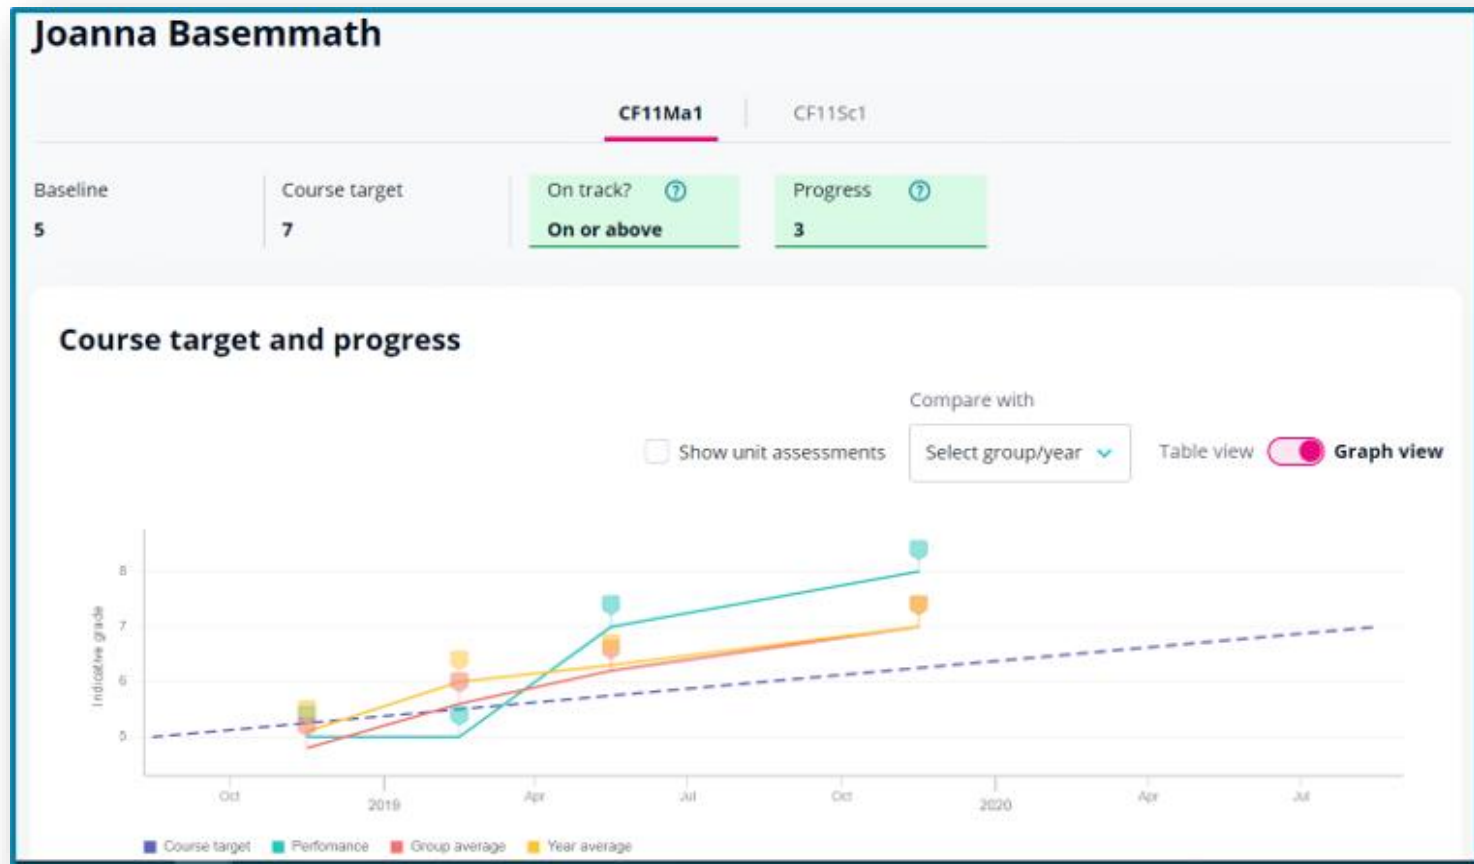 Joanna Basemmath
CF11Ma1 CF11Sc1
Baseline Course target On track? ? Progress ?
5 7 On or above 3
Course target and progress
Compare with
Show unit assessments Select group/year Table view Graph view
8
7
6
5
Indicative grade
Oct 2019 Apr Jul Oct 2020 Apr Jul
Course target Perfomance Group average Year average